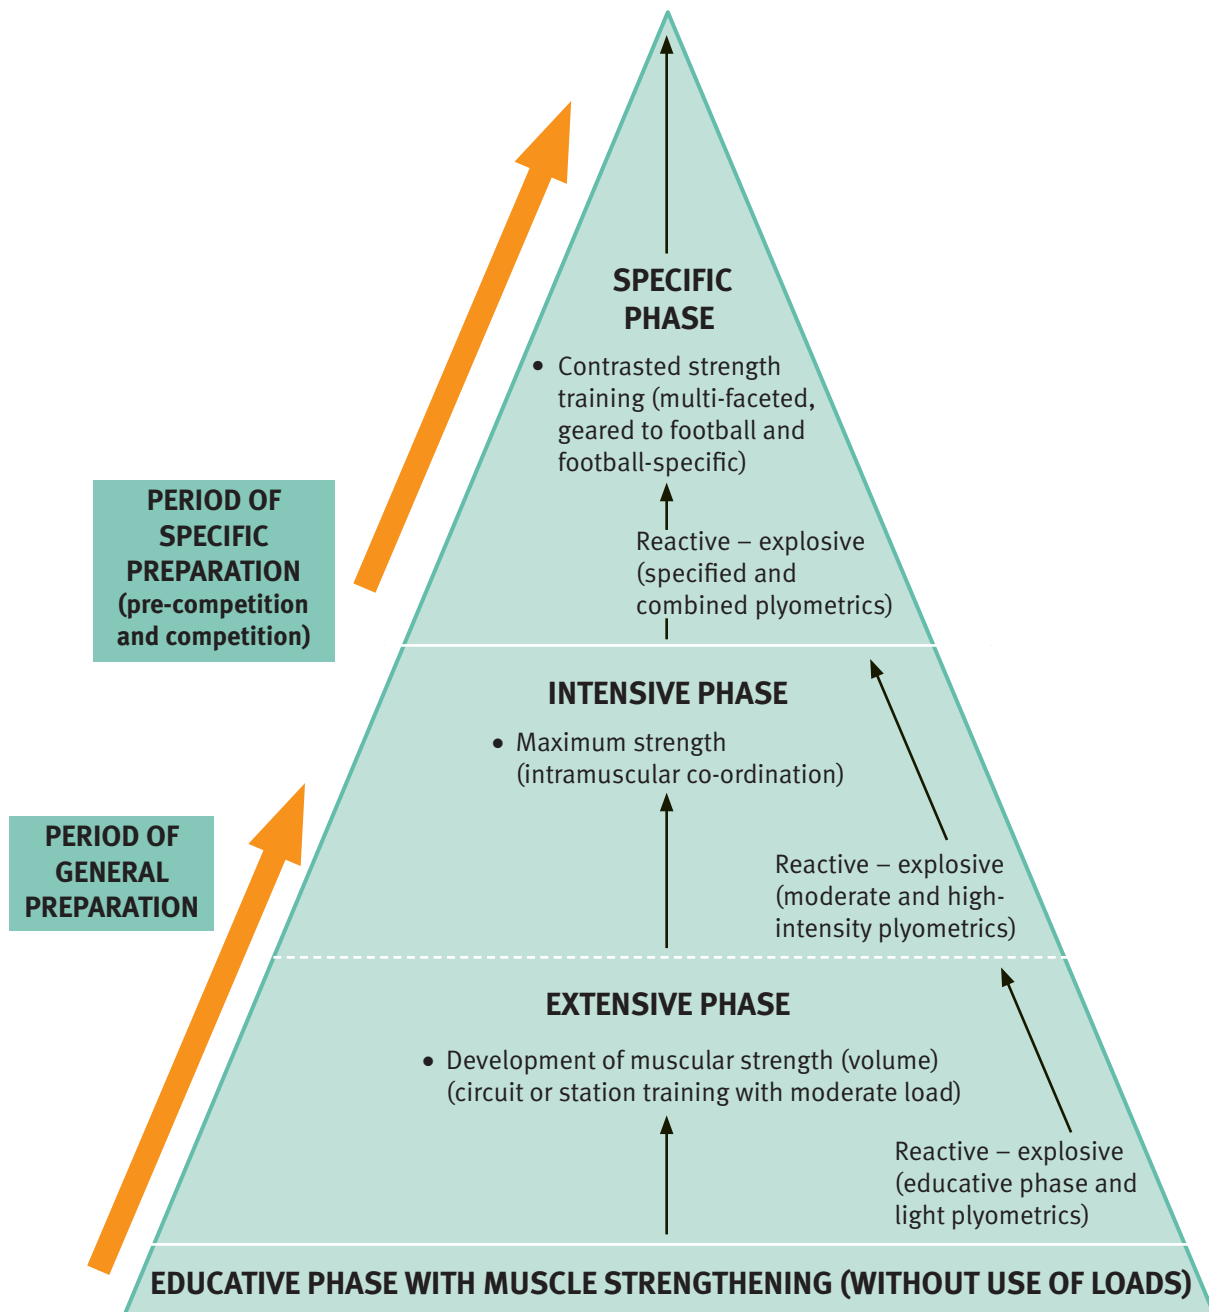 SPECIFIC
PHASE
• Contrasted strength
training (multi-faceted,
geared to football and
football-specific)
PERIOD OF
SPECIFIC
PREPARATION
(pre-competition
and competition)
Reactive – explosive
(specified and
combined plyometrics)
INTENSIVE PHASE
• Maximum strength
(intramuscular co-ordination)
PERIOD OF
GENERAL
PREPARATION
Reactive – explosive
(moderate and high-
intensity plyometrics)
EXTENSIVE PHASE
• Development of muscular strength (volume)
(circuit or station training with moderate load)
Reactive – explosive
(educative phase and
light plyometrics)
EDUCATIVE PHASE WITH MUSCLE STRENGTHENING (WITHOUT USE OF LOADS)